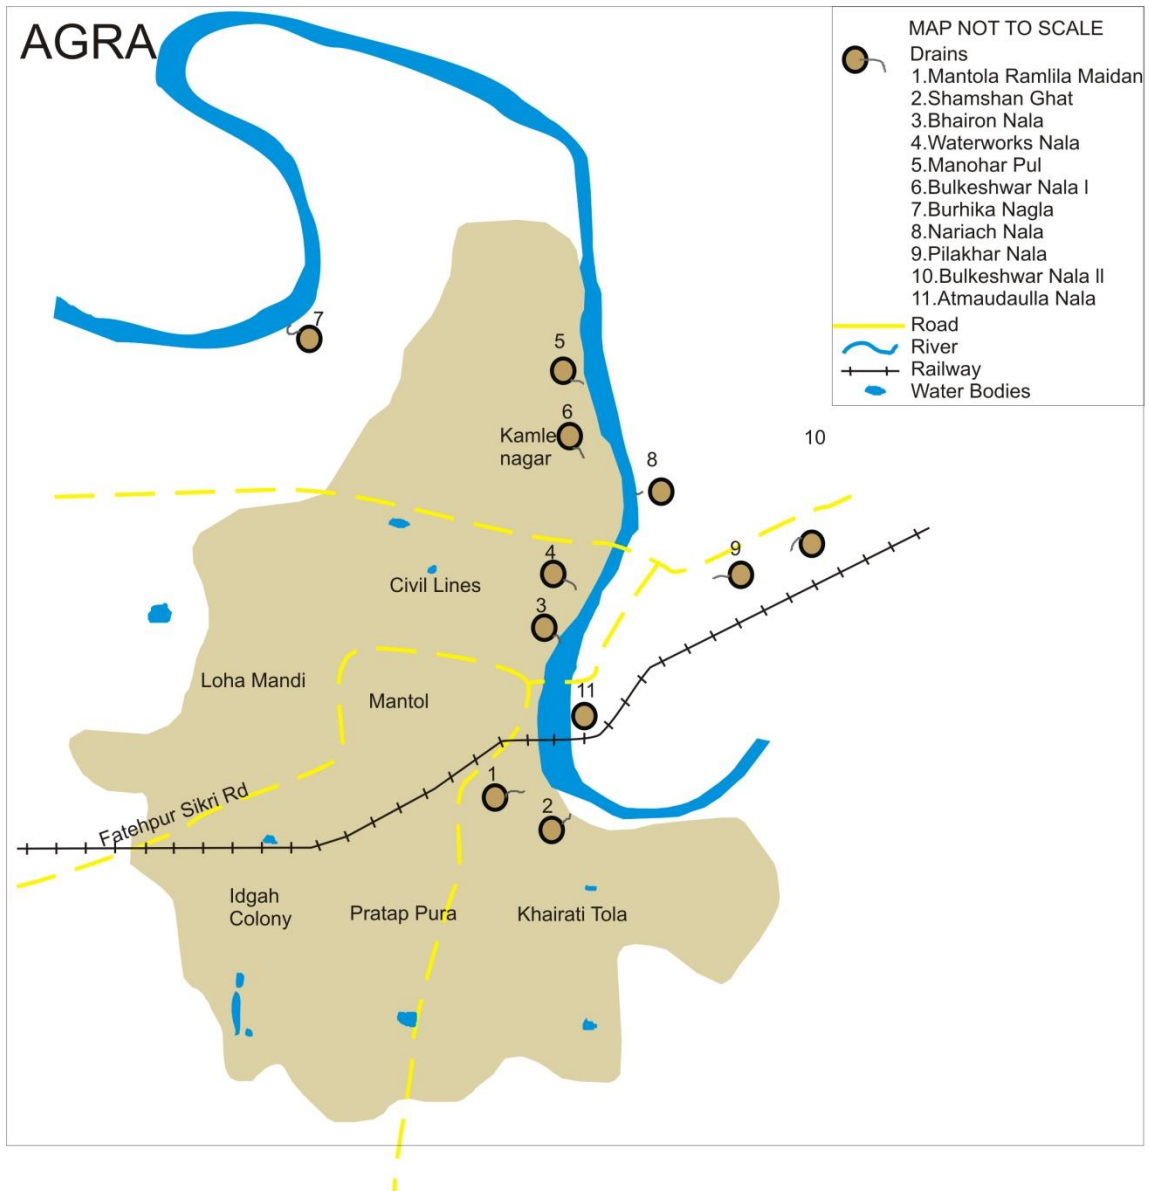 AGRA
MAP NOT TO SCALE
Drains
1.Mantola Ramlila Maidan
2.Shamshan Ghat
3.Bhairon Nala
4.Waterworks Nala
5.Manohar Pul
6.Bulkeshwar Nala I
7.Burhika Nagla
8.Nariach Nala
9.Pilakhar Nala
10.Bulkeshwar Nala II
11.Atmaudaulla Nala
Road
River
Railway
Water Bodies
7
5
6
Kamle
nagar
10
8
4
9
Civil Lines
3
Loha Mandi
Mantol
11
1
2
Fatehpur Sikri Rd
Idgah
Colony
Pratap Pura
Khairati Tola